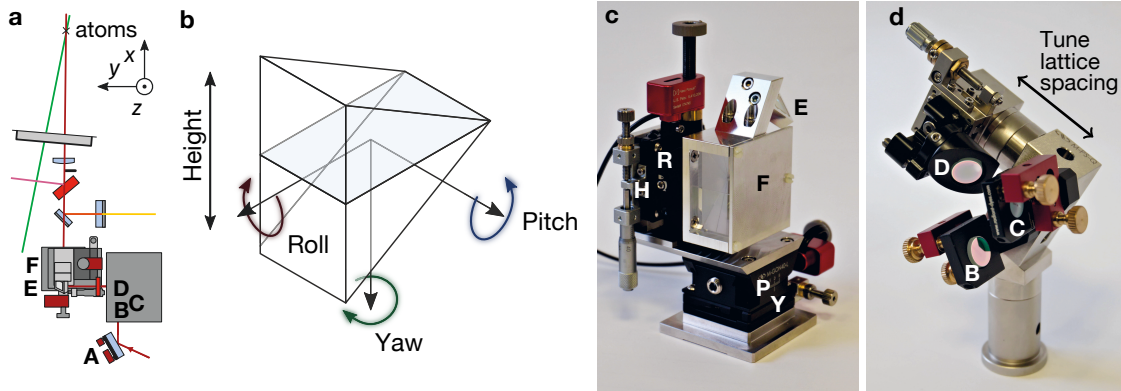 a
atoms
x
y
z
F
E
D
B
C
A
b
Height
Roll
Pitch
Yaw
c
E
R
H
F
P
Y
d
Tune
lattice
spacing
D
C
B